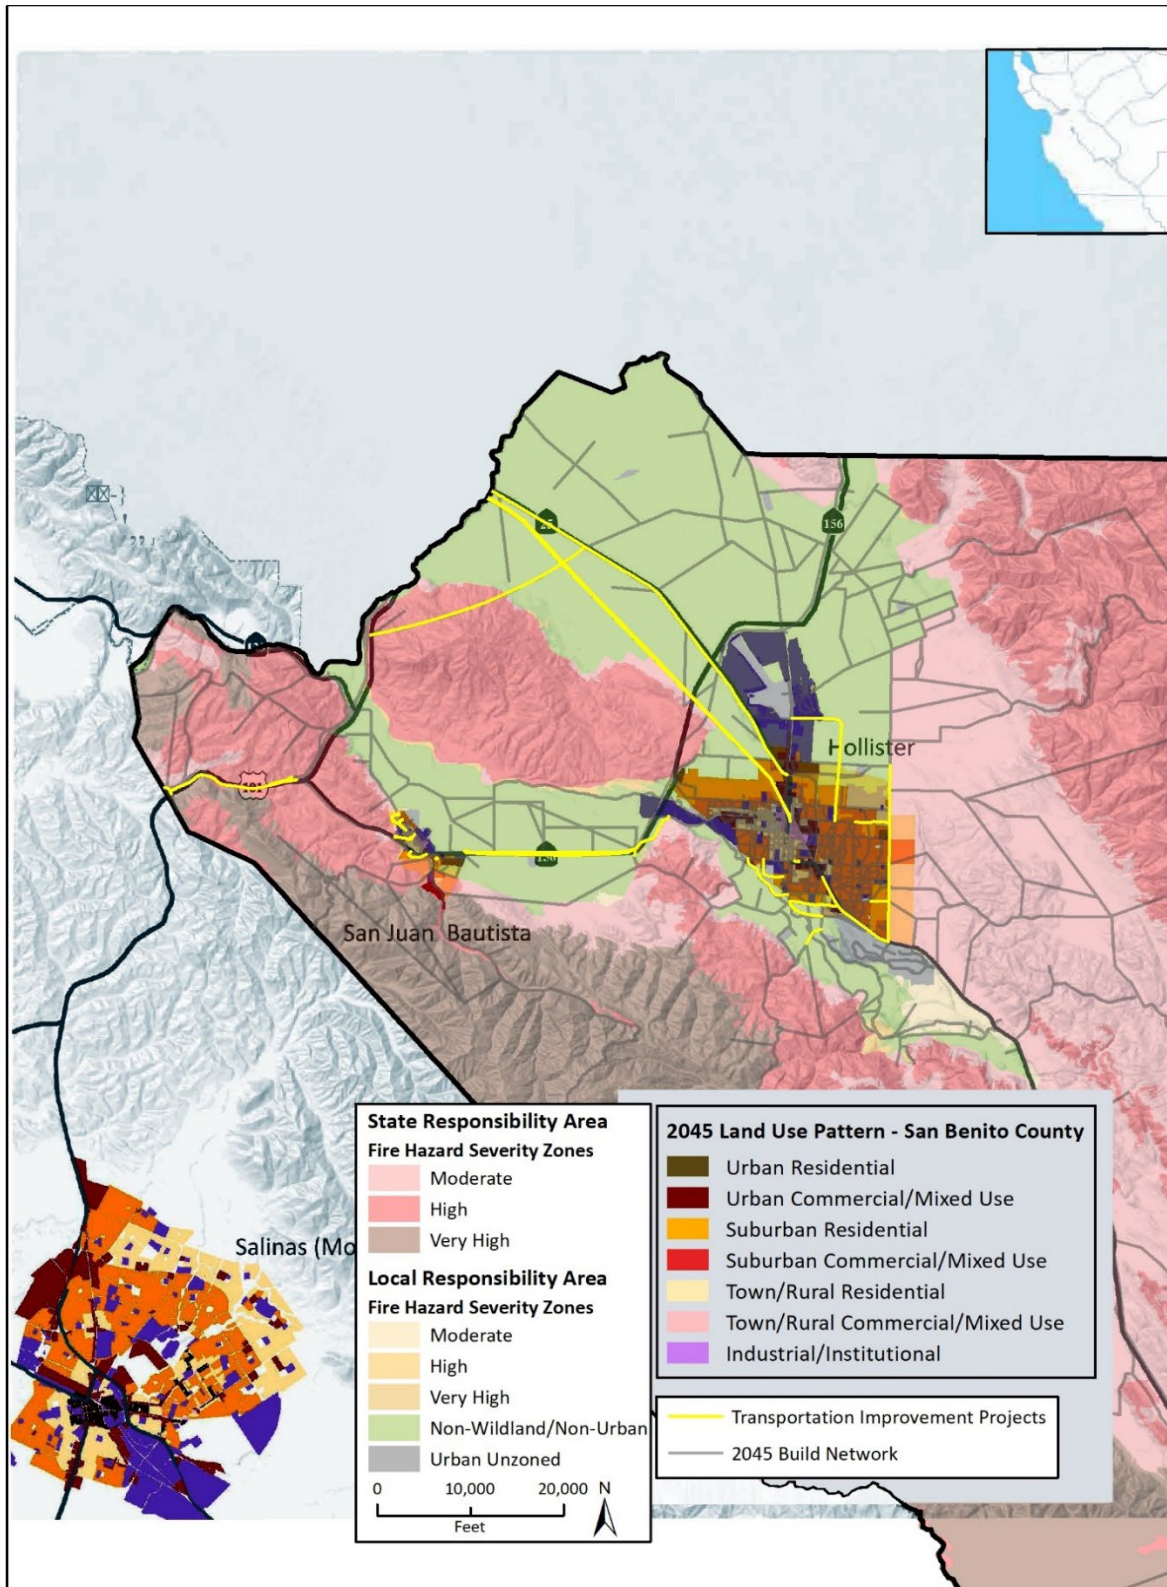 25
156
Hollister
101
156
San Juan Bautista
Salinas (Mo
State Responsibility Area
Fire Hazard Severity Zones
Moderate
High
Very High
Local Responsibility Area
Fire Hazard Severity Zones
Moderate
High
Very High
Non-Wildland/Non-Urban
Urban Unzoned
0 10,000 20,000
Feet
N
2045 Land Use Pattern - San Benito County
Urban Residential
Urban Commercial/Mixed Use
Suburban Residential
Suburban Commercial/Mixed Use
Town/Rural Residential
Town/Rural Commercial/Mixed Use
Industrial/Institutional
Transportation Improvement Projects
2045 Build Network